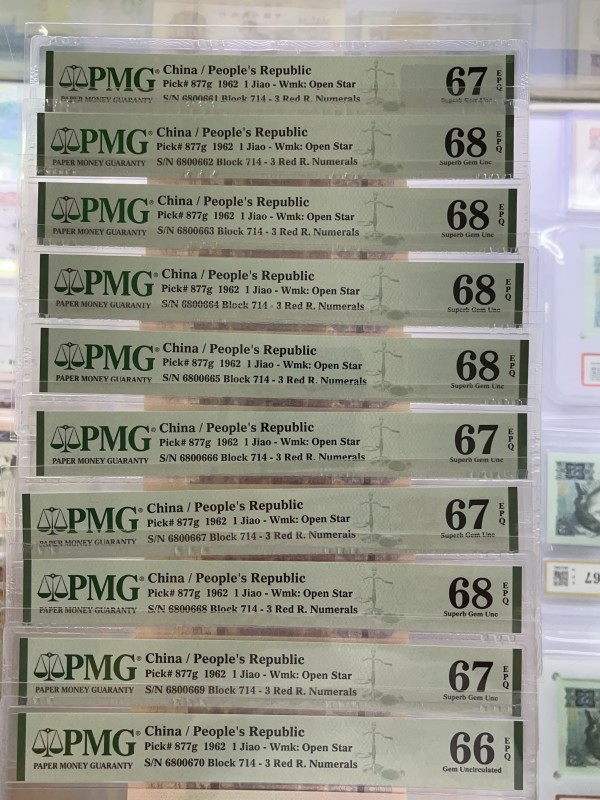 PMG China / People's Republic
Pick# 877g 1962 1 Jiao - Wmk: Open Star
PAPER MONEY GUARANTY S/N 6800661 Block 714 - 3 Red R. Numerals
67 EPQ
Superb Gem Unc
PMG China / People's Republic
Pick# 877g 1962 1 Jiao - Wmk: Open Star
PAPER MONEY GUARANTY S/N 6800662 Block 714 - 3 Red R. Numerals
68 EPQ
Superb Gem Unc
PMG China / People's Republic
Pick# 877g 1962 1 Jiao - Wmk: Open Star
PAPER MONEY GUARANTY S/N 6800663 Block 714 - 3 Red R. Numerals
68 EPQ
Superb Gem Unc
PMG China / People's Republic
Pick# 877g 1962 1 Jiao - Wmk: Open Star
PAPER MONEY GUARANTY S/N 6800664 Block 714 - 3 Red R. Numerals
68 EPQ
Superb Gem Unc
PMG China / People's Republic
Pick# 877g 1962 1 Jiao - Wmk: Open Star
PAPER MONEY GUARANTY S/N 6800665 Block 714 - 3 Red R. Numerals
68 EPQ
Superb Gem Unc
PMG China / People's Republic
Pick# 877g 1962 1 Jiao - Wmk: Open Star
PAPER MONEY GUARANTY S/N 6800666 Block 714 - 3 Red R. Numerals
67 EPQ
Superb Gem Unc
PMG China / People's Republic
Pick# 877g 1962 1 Jiao - Wmk: Open Star
PAPER MONEY GUARANTY S/N 6800667 Block 714 - 3 Red R. Numerals
67 EPQ
Superb Gem Unc
PMG China / People's Republic
Pick# 877g 1962 1 Jiao - Wmk: Open Star
PAPER MONEY GUARANTY S/N 6800668 Block 714 - 3 Red R. Numerals
68 EPQ
Superb Gem Unc
PMG China / People's Republic
Pick# 877g 1962 1 Jiao - Wmk: Open Star
PAPER MONEY GUARANTY S/N 6800669 Block 714 - 3 Red R. Numerals
67 EPQ
Superb Gem Unc
PMG China / People's Republic
Pick# 877g 1962 1 Jiao - Wmk: Open Star
PAPER MONEY GUARANTY S/N 6800670 Block 714 - 3 Red R. Numerals
66 EPQ
Gem Uncirculated
67